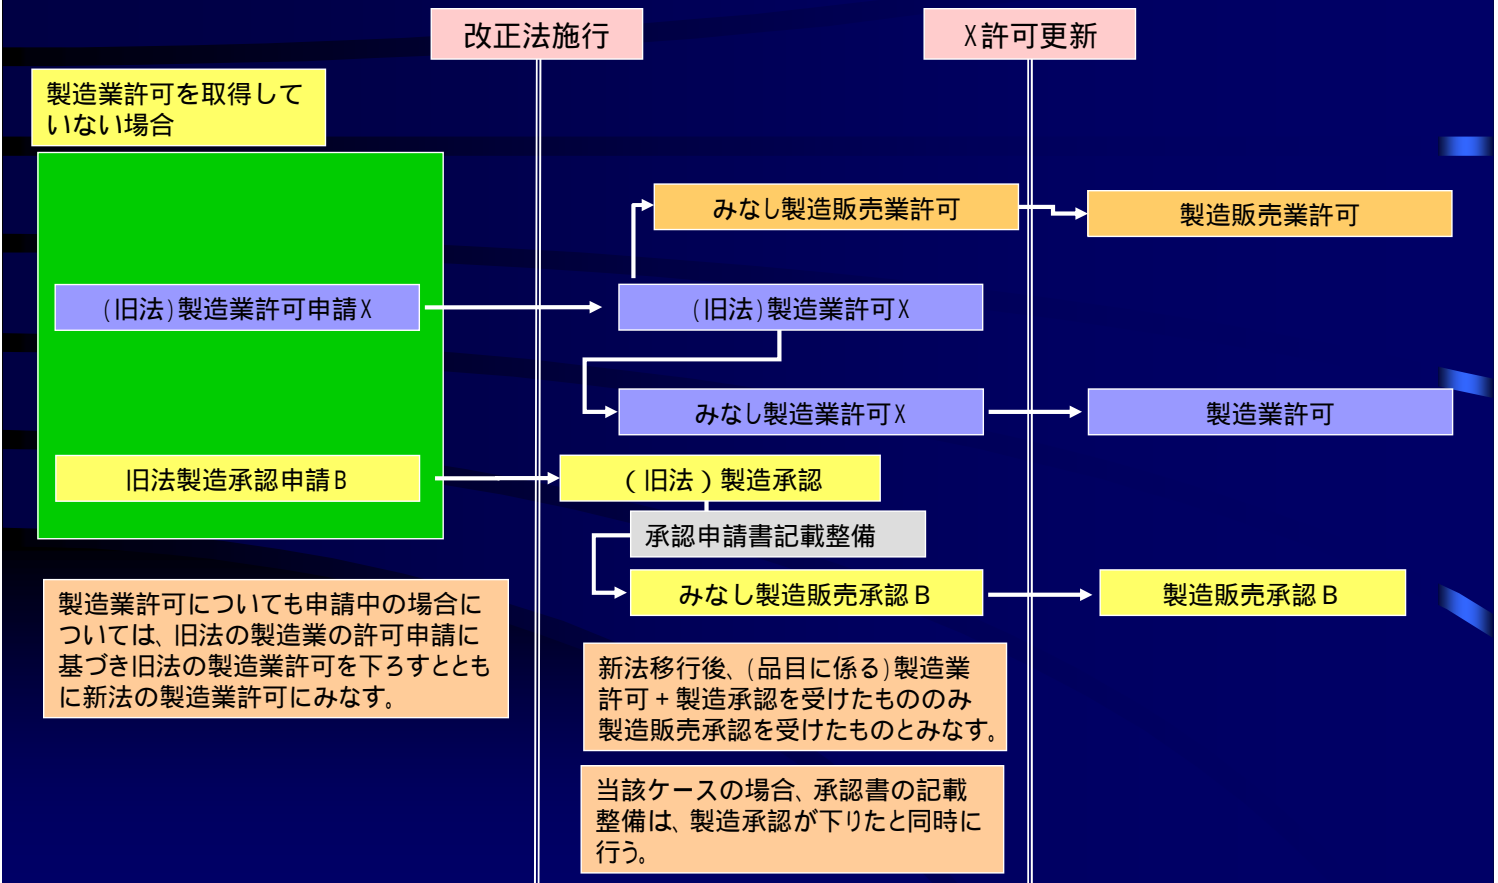 改正法施行
X許可更新
製造業許可を取得して
いない場合
みなし製造販売業許可
製造販売業許可
(旧法)製造業許可申請X
(旧法)製造業許可X
みなし製造業許可X
製造業許可
旧法製造承認申請B
(旧法)製造承認
承認申請書記載整備
みなし製造販売承認B
製造販売承認B
製造業許可についても申請中の場合に
ついては、旧法の製造業の許可申請に
基づき旧法の製造業許可を下ろすととも
に新法の製造業許可にみなす。
新法移行後、(品目に係る)製造業
許可+製造承認を受けたもののみ
製造販売承認を受けたものとみなす。
当該ケースの場合、承認書の記載
整備は、製造承認が下りたと同時に
行う。